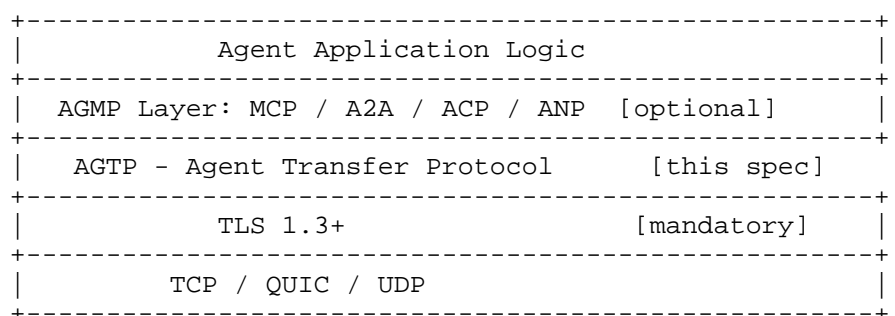 +-----------------------------------------------------+
|            Agent Application Logic                  |
+-----------------------------------------------------+
|  AGMP Layer: MCP / A2A / ACP / ANP  [optional]      |
+-----------------------------------------------------+
|   AGTP - Agent Transfer Protocol      [this spec]
+-----------------------------------------------------+
|            TLS 1.3+                  [mandatory]    |
+-----------------------------------------------------+
|         TCP / QUIC / UDP                            |
+-----------------------------------------------------+